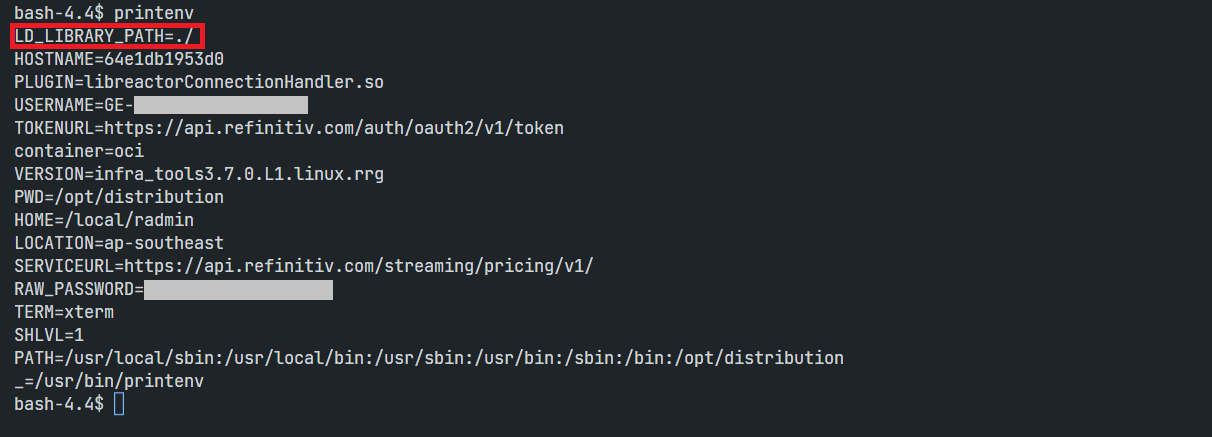 bash-4.4$ printenv
LD_LIBRARY_PATH=./
HOSTNAME=64e1db1953d0
PLUGIN=libreactorConnectionHandler.so
USERNAME=GE-
TOKENURL=https://api.refinitiv.com/auth/oauth2/v1/token
container=oci
VERSION=infra_tools3.7.0.L1.linux.rrg
PWD=/opt/distribution
HOME=/local/radmin
LOCATION=ap-southeast
SERVICEURL=https://api.refinitiv.com/streaming/pricing/v1/
RAW_PASSWORD=
TERM=xterm
SHLVL=1
PATH=/usr/local/sbin:/usr/local/bin:/usr/sbin:/usr/bin:/sbin:/bin:/opt/distribution
_=/usr/bin/printenv
bash-4.4$